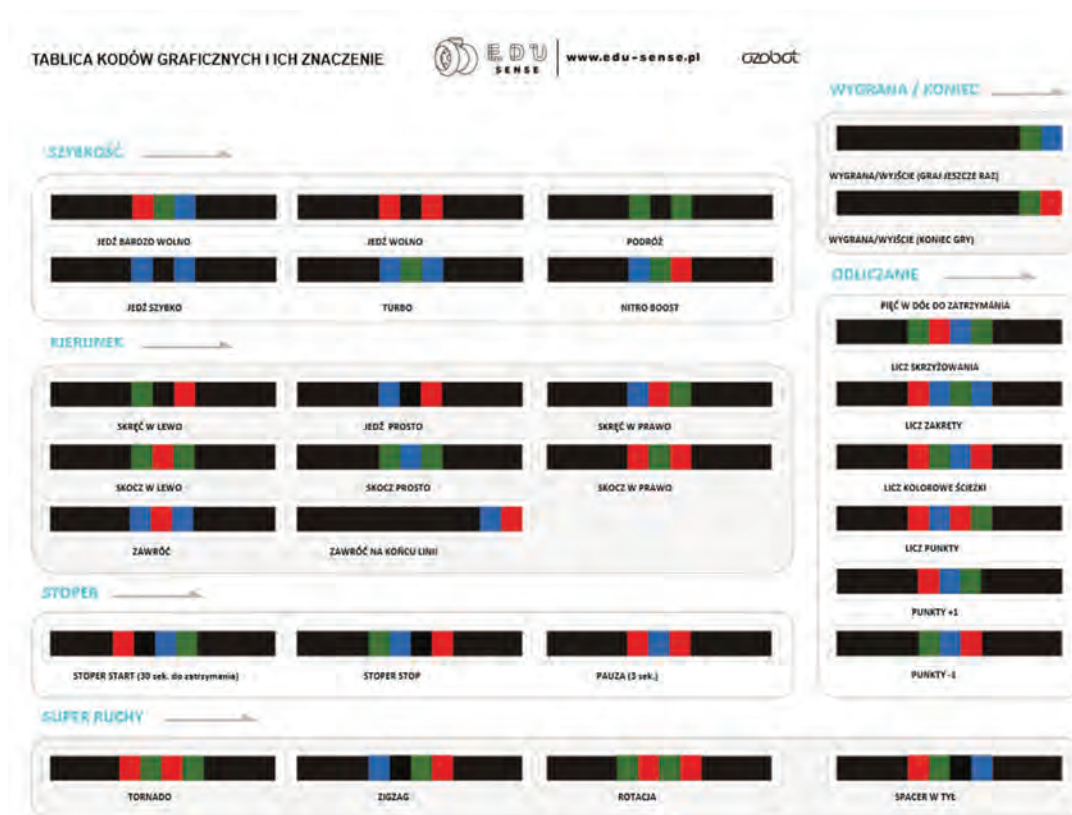 TABLICA KODÓW GRAFICZNYCH I ICH ZNACZENIE
EDU
SENSE
www.edu-sense.pl
ozobot
WYGRANA / KONIEC
WYGRANA/WYJŚCIE (GRAJ JESZCZE RAZ)
WYGRANA/WYJŚCIE (KONIEC GRY)
SZYBKOŚĆ
JEDŹ BARDZO WOLNO
JEDŹ WOLNO
PODRÓŻ
JEDŹ SZYBKO
TURBO
NITRO BOOST
KIERUNEK
SKRĘĆ W LEWO
JEDŹ PROSTO
SKRĘĆ W PRAWO
SKOCZ W LEWO
SKOCZ PROSTO
SKOCZ W PRAWO
ZAWRÓĆ
ZAWRÓĆ NA KOŃCU LINII
ODLICZANIE
PIĘĆ W DÓŁ DO ZATRZYMANIA
LICZ SKRZYŻOWANIA
LICZ ZAKRĘTY
LICZ KOLOROWE ŚCIEŻKI
LICZ PUNKTY
PUNKTY +1
PUNKTY -1
STOPER
STOPER START (30 sek. do zatrzymania)
STOPER STOP
PAUZA (3 sek.)
SUPER RUCHY
TORNADO
ZIGZAG
ROTACJA
SPACER W TYŁ